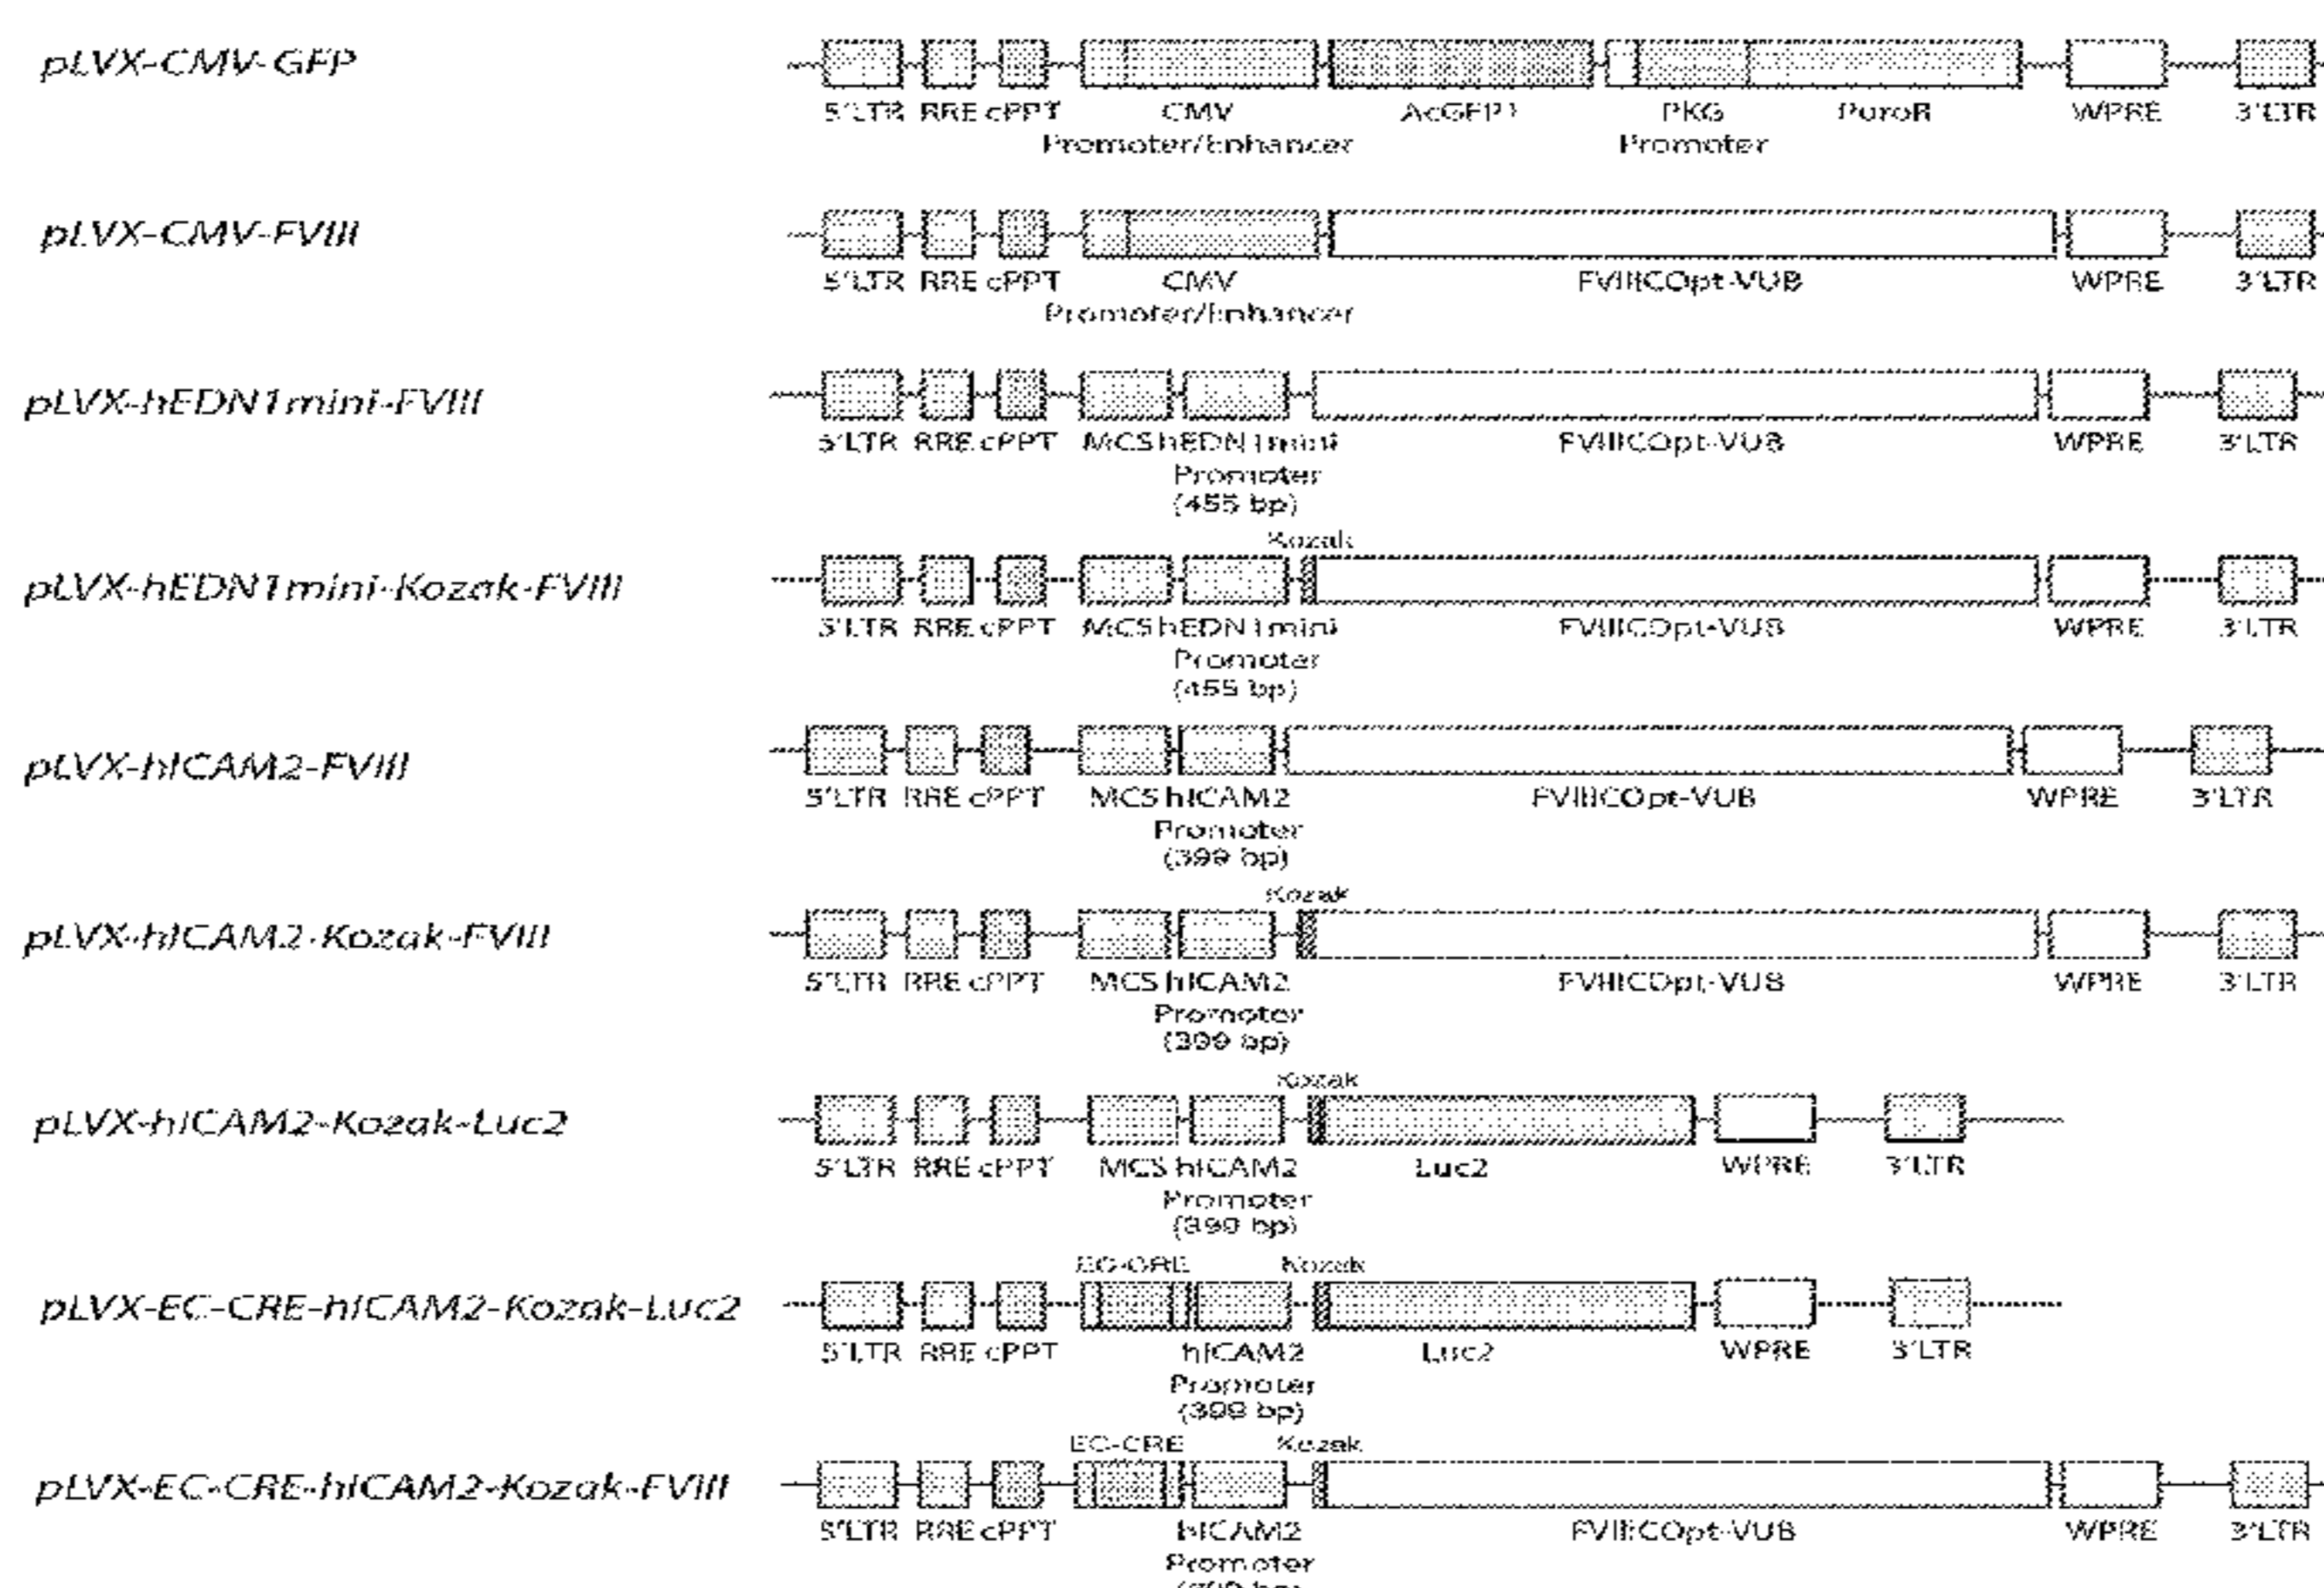 pLVX-CMV-GFP
5'LTR RRE cPPT CMV AcGFP1 PKG PuroR WPRE 3'LTR
Promoter/Enhancer Promoter
pLVX-CMV-FVIII
5'LTR RRE cPPT CMV FVIIICOpt-VUB WPRE 3'LTR
Promoter/Enhancer
pLVX-hEDN1mini-FVIII
5'LTR RRE cPPT MCS hEDN1mini FVIIICOpt-VUB WPRE 3'LTR
Promoter
(455 bp)
Kozak
pLVX-hEDN1mini-Kozak-FVIII
5'LTR RRE cPPT MCS hEDN1mini FVIIICOpt-VUB WPRE 3'LTR
Promoter
(455 bp)
pLVX-hICAM2-FVIII
5'LTR RRE cPPT MCS hICAM2 FVIIICOpt-VUB WPRE 3'LTR
Promoter
(399 bp)
Kozak
pLVX-hICAM2-Kozak-FVIII
5'LTR RRE cPPT MCS hICAM2 FVIIICOpt-VUB WPRE 3'LTR
Promoter
(399 bp)
Kozak
pLVX-hICAM2-Kozak-Luc2
5'LTR RRE cPPT MCS hICAM2 Luc2 WPRE 3'LTR
Promoter
(399 bp)
EC-CRE Kozak
pLVX-EC-CRE-hICAM2-Kozak-Luc2
5'LTR RRE cPPT hICAM2 Luc2 WPRE 3'LTR
Promoter
(399 bp)
EC-CRE Kozak
pLVX-EC-CRE-hICAM2-Kozak-FVIII
5'LTR RRE cPPT hICAM2 FVIIICOpt-VUB WPRE 3'LTR
Promoter